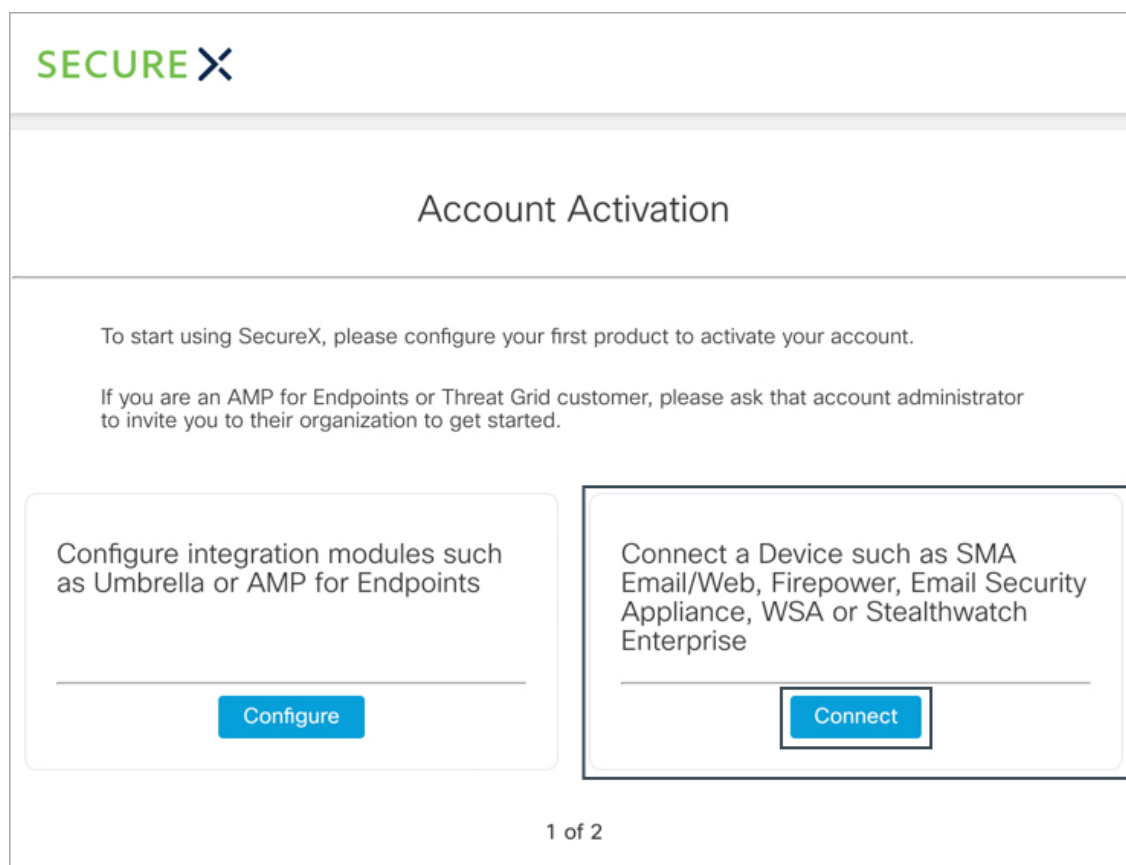 SECURE X
Account Activation
To start using SecureX, please configure your first product to activate your account.
If you are an AMP for Endpoints or Threat Grid customer, please ask that account administrator
to invite you to their organization to get started.
Configure integration modules such
as Umbrella or AMP for Endpoints
Configure
Connect a Device such as SMA
Email/Web, Firepower, Email Security
Appliance, WSA or Stealthwatch
Enterprise
Connect
1 of 2